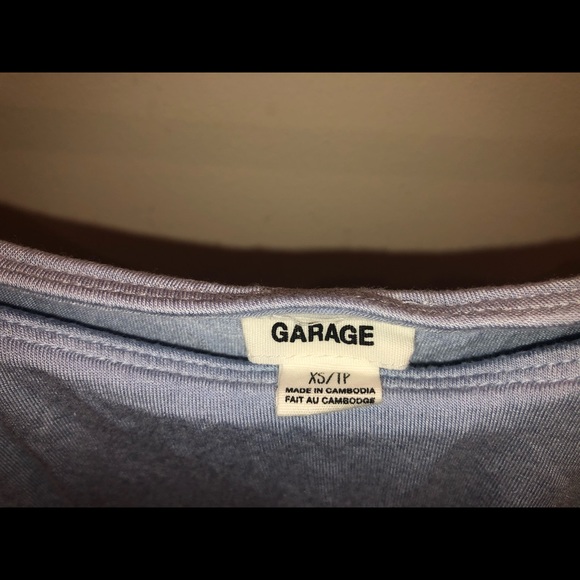 GARAGE
XS/TP
MADE IN CAMBODIA
FAIT AU CAMBODGE